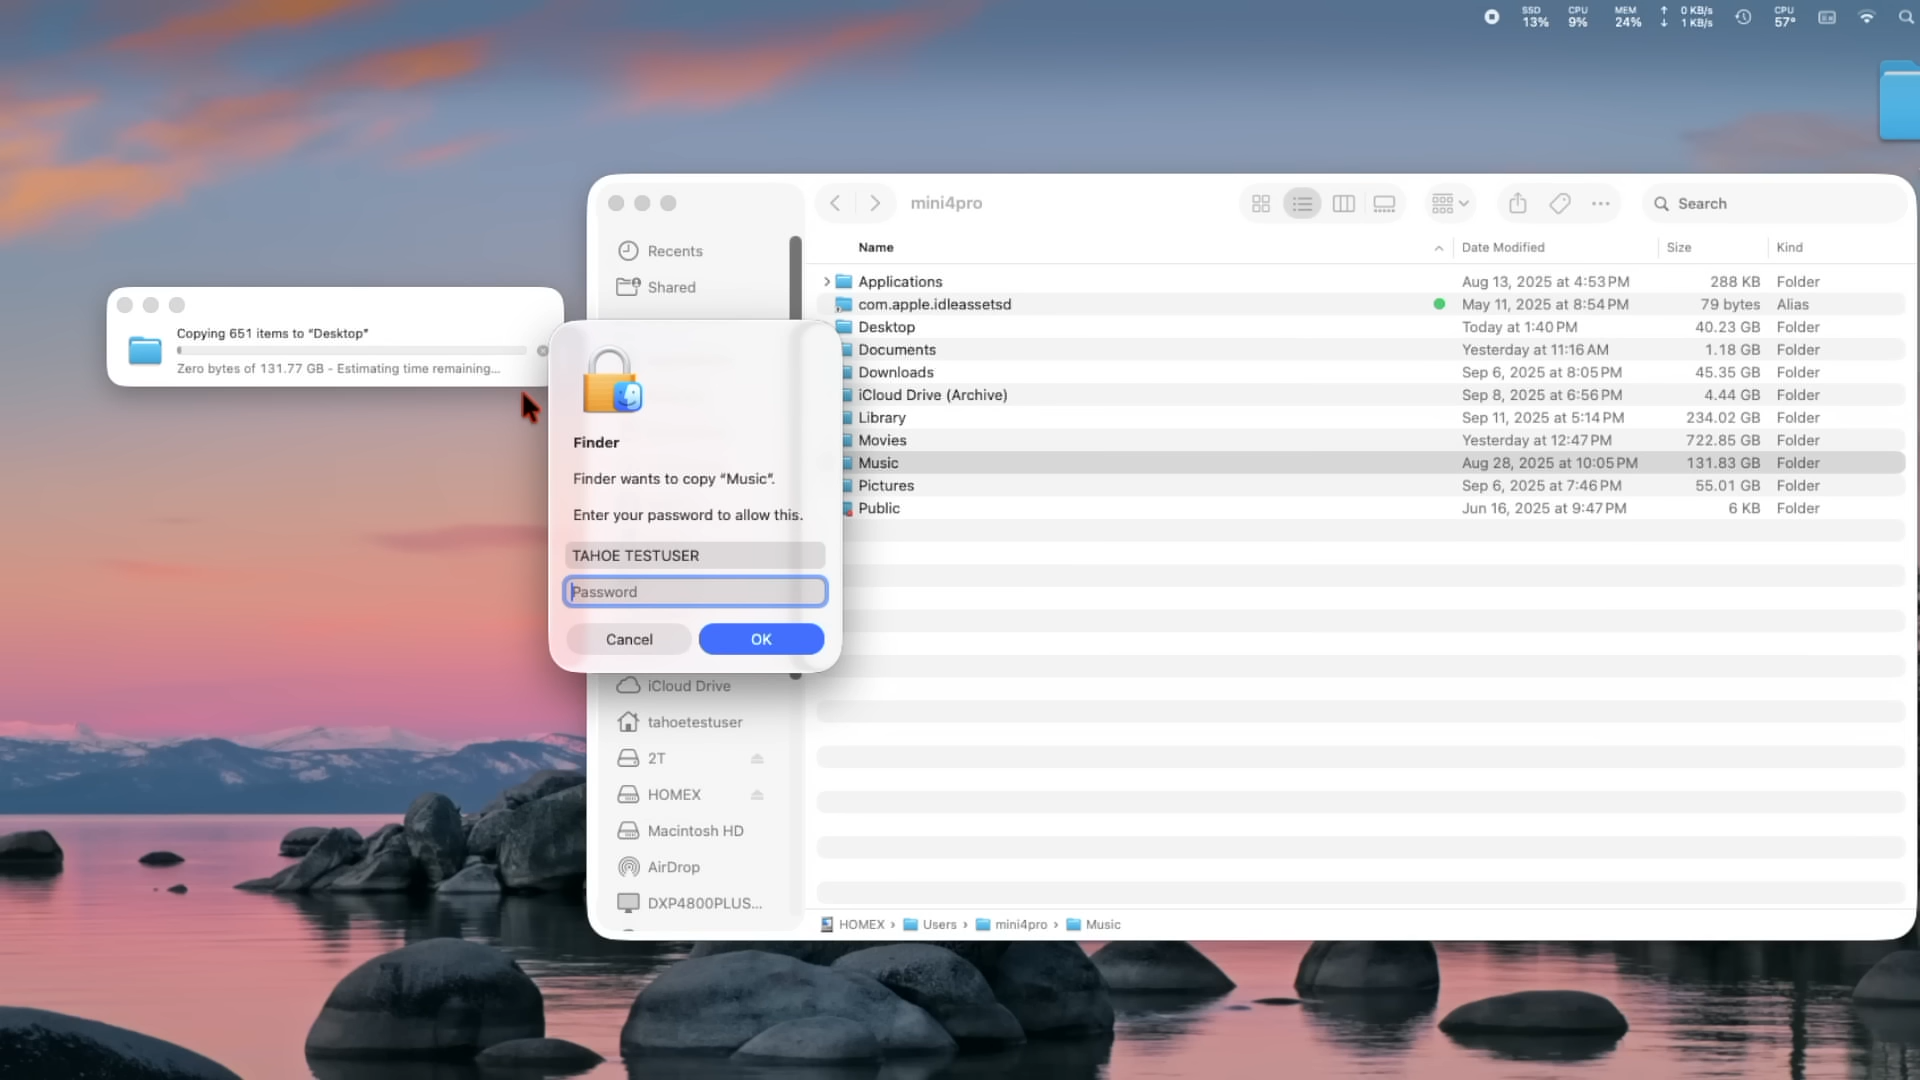 SSD 13% CPU 9% MEM 24% ↑ 0 KB/s ↓ 1 KB/s CPU 57°
mini4pro
Search
Recents
Shared
Name Date Modified Size Kind
Applications Aug 13, 2025 at 4:53 PM 288 KB Folder
com.apple.idleassetsd May 11, 2025 at 8:54 PM 79 bytes Alias
Desktop Today at 1:40 PM 40.23 GB Folder
Documents Yesterday at 11:16 AM 1.18 GB Folder
Downloads Sep 6, 2025 at 8:05 PM 45.35 GB Folder
iCloud Drive (Archive) Sep 8, 2025 at 6:56 PM 4.44 GB Folder
Library Sep 11, 2025 at 5:14 PM 234.02 GB Folder
Movies Yesterday at 12:47 PM 722.85 GB Folder
Music Aug 28, 2025 at 10:05 PM 131.83 GB Folder
Pictures Sep 6, 2025 at 7:46 PM 55.01 GB Folder
Public Jun 16, 2025 at 9:47 PM 6 KB Folder
Copying 651 items to “Desktop”
Zero bytes of 131.77 GB - Estimating time remaining...
Finder
Finder wants to copy “Music”.
Enter your password to allow this.
TAHOE TESTUSER
Password
Cancel OK
iCloud Drive
tahoetestuser
2T
HOMEX
Macintosh HD
AirDrop
DXP4800PLUS...
HOMEX › Users › mini4pro › Music